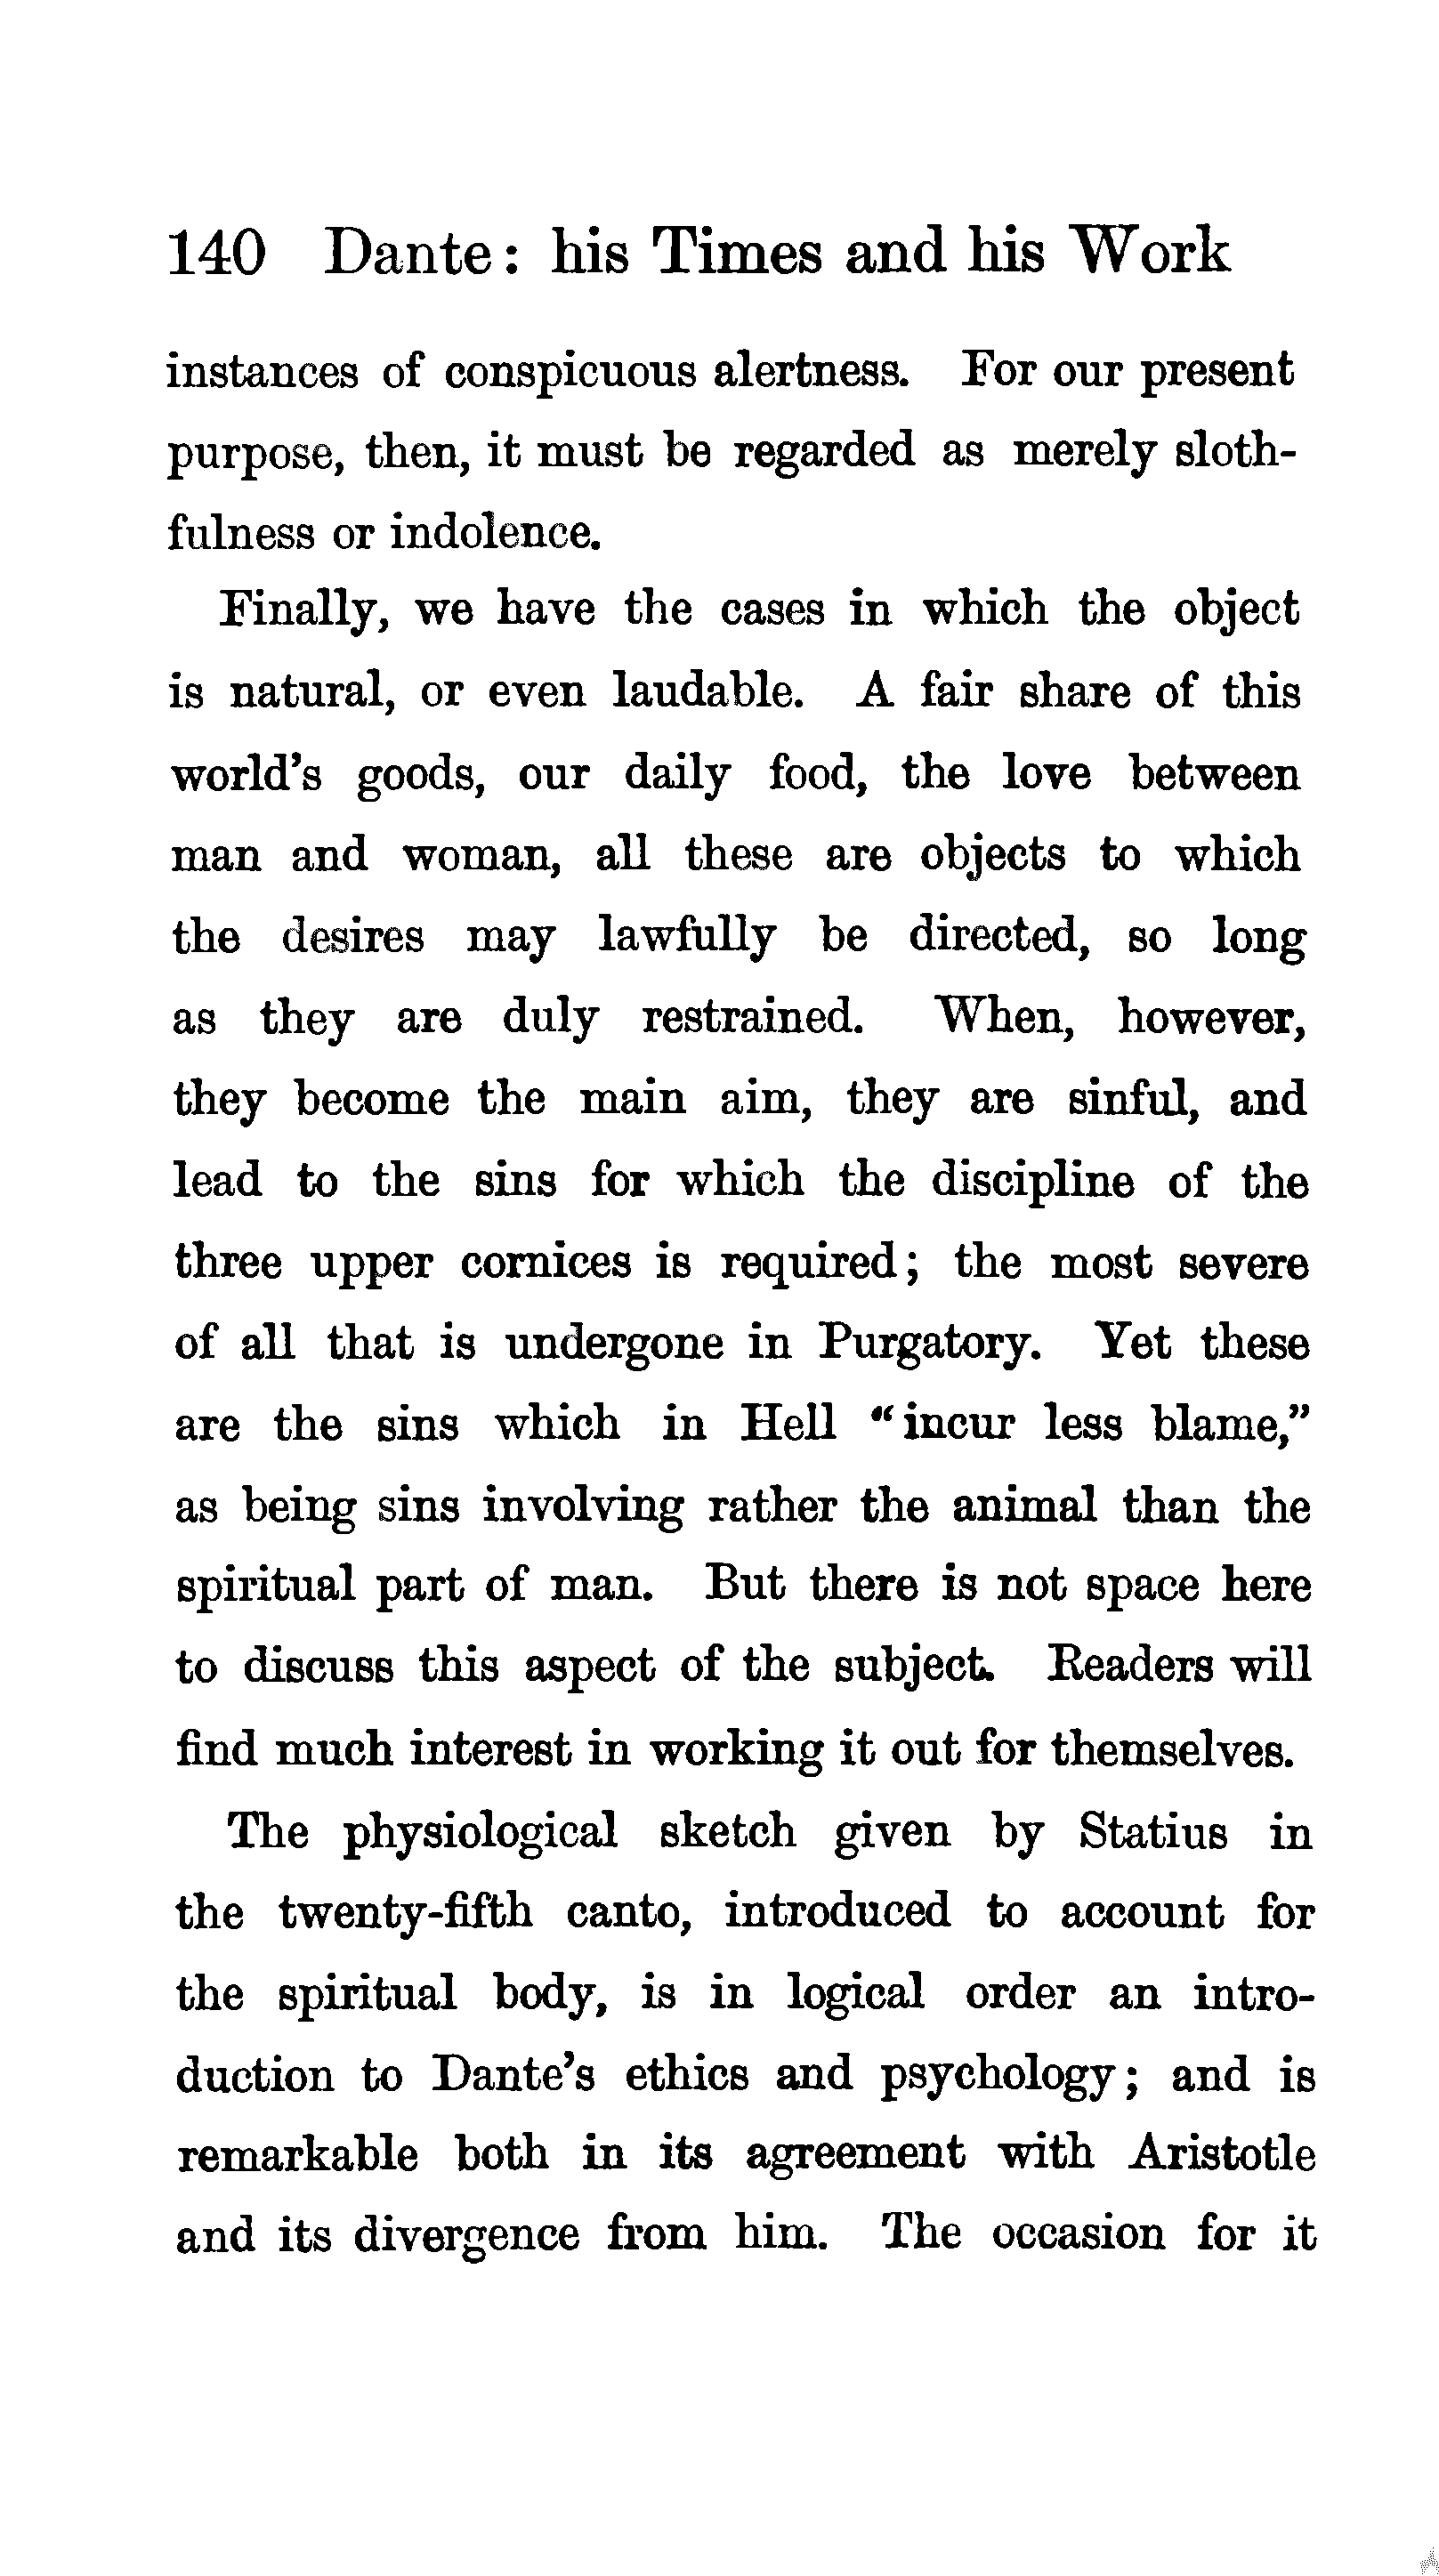 140 Dante: his Times and his Work
instances of conspicuous alertness. For our present
purpose, then, it must be regarded as merely sloth-
fulness or indolence.
Finally, we have the cases in which the object
is natural, or even laudable. A fair share of this
world's goods, our daily food, the love between
man and woman, all these are objects to which
the desires may lawfully be directed, so long
as they are duly restrained. When, however,
they become the main aim, they are sinful, and
lead to the sins for which the discipline of the
three upper cornices is required; the most severe
of all that is undergone in Purgatory. Yet these
are the sins which in Hell “incur less blame,”
as being sins involving rather the animal than the
spiritual part of man. But there is not space here
to discuss this aspect of the subject. Readers will
find much interest in working it out for themselves.
The physiological sketch given by Statius in
the twenty-fifth canto, introduced to account for
the spiritual body, is in logical order an intro-
duction to Dante's ethics and psychology; and is
remarkable both in its agreement with Aristotle
and its divergence from him. The occasion for it